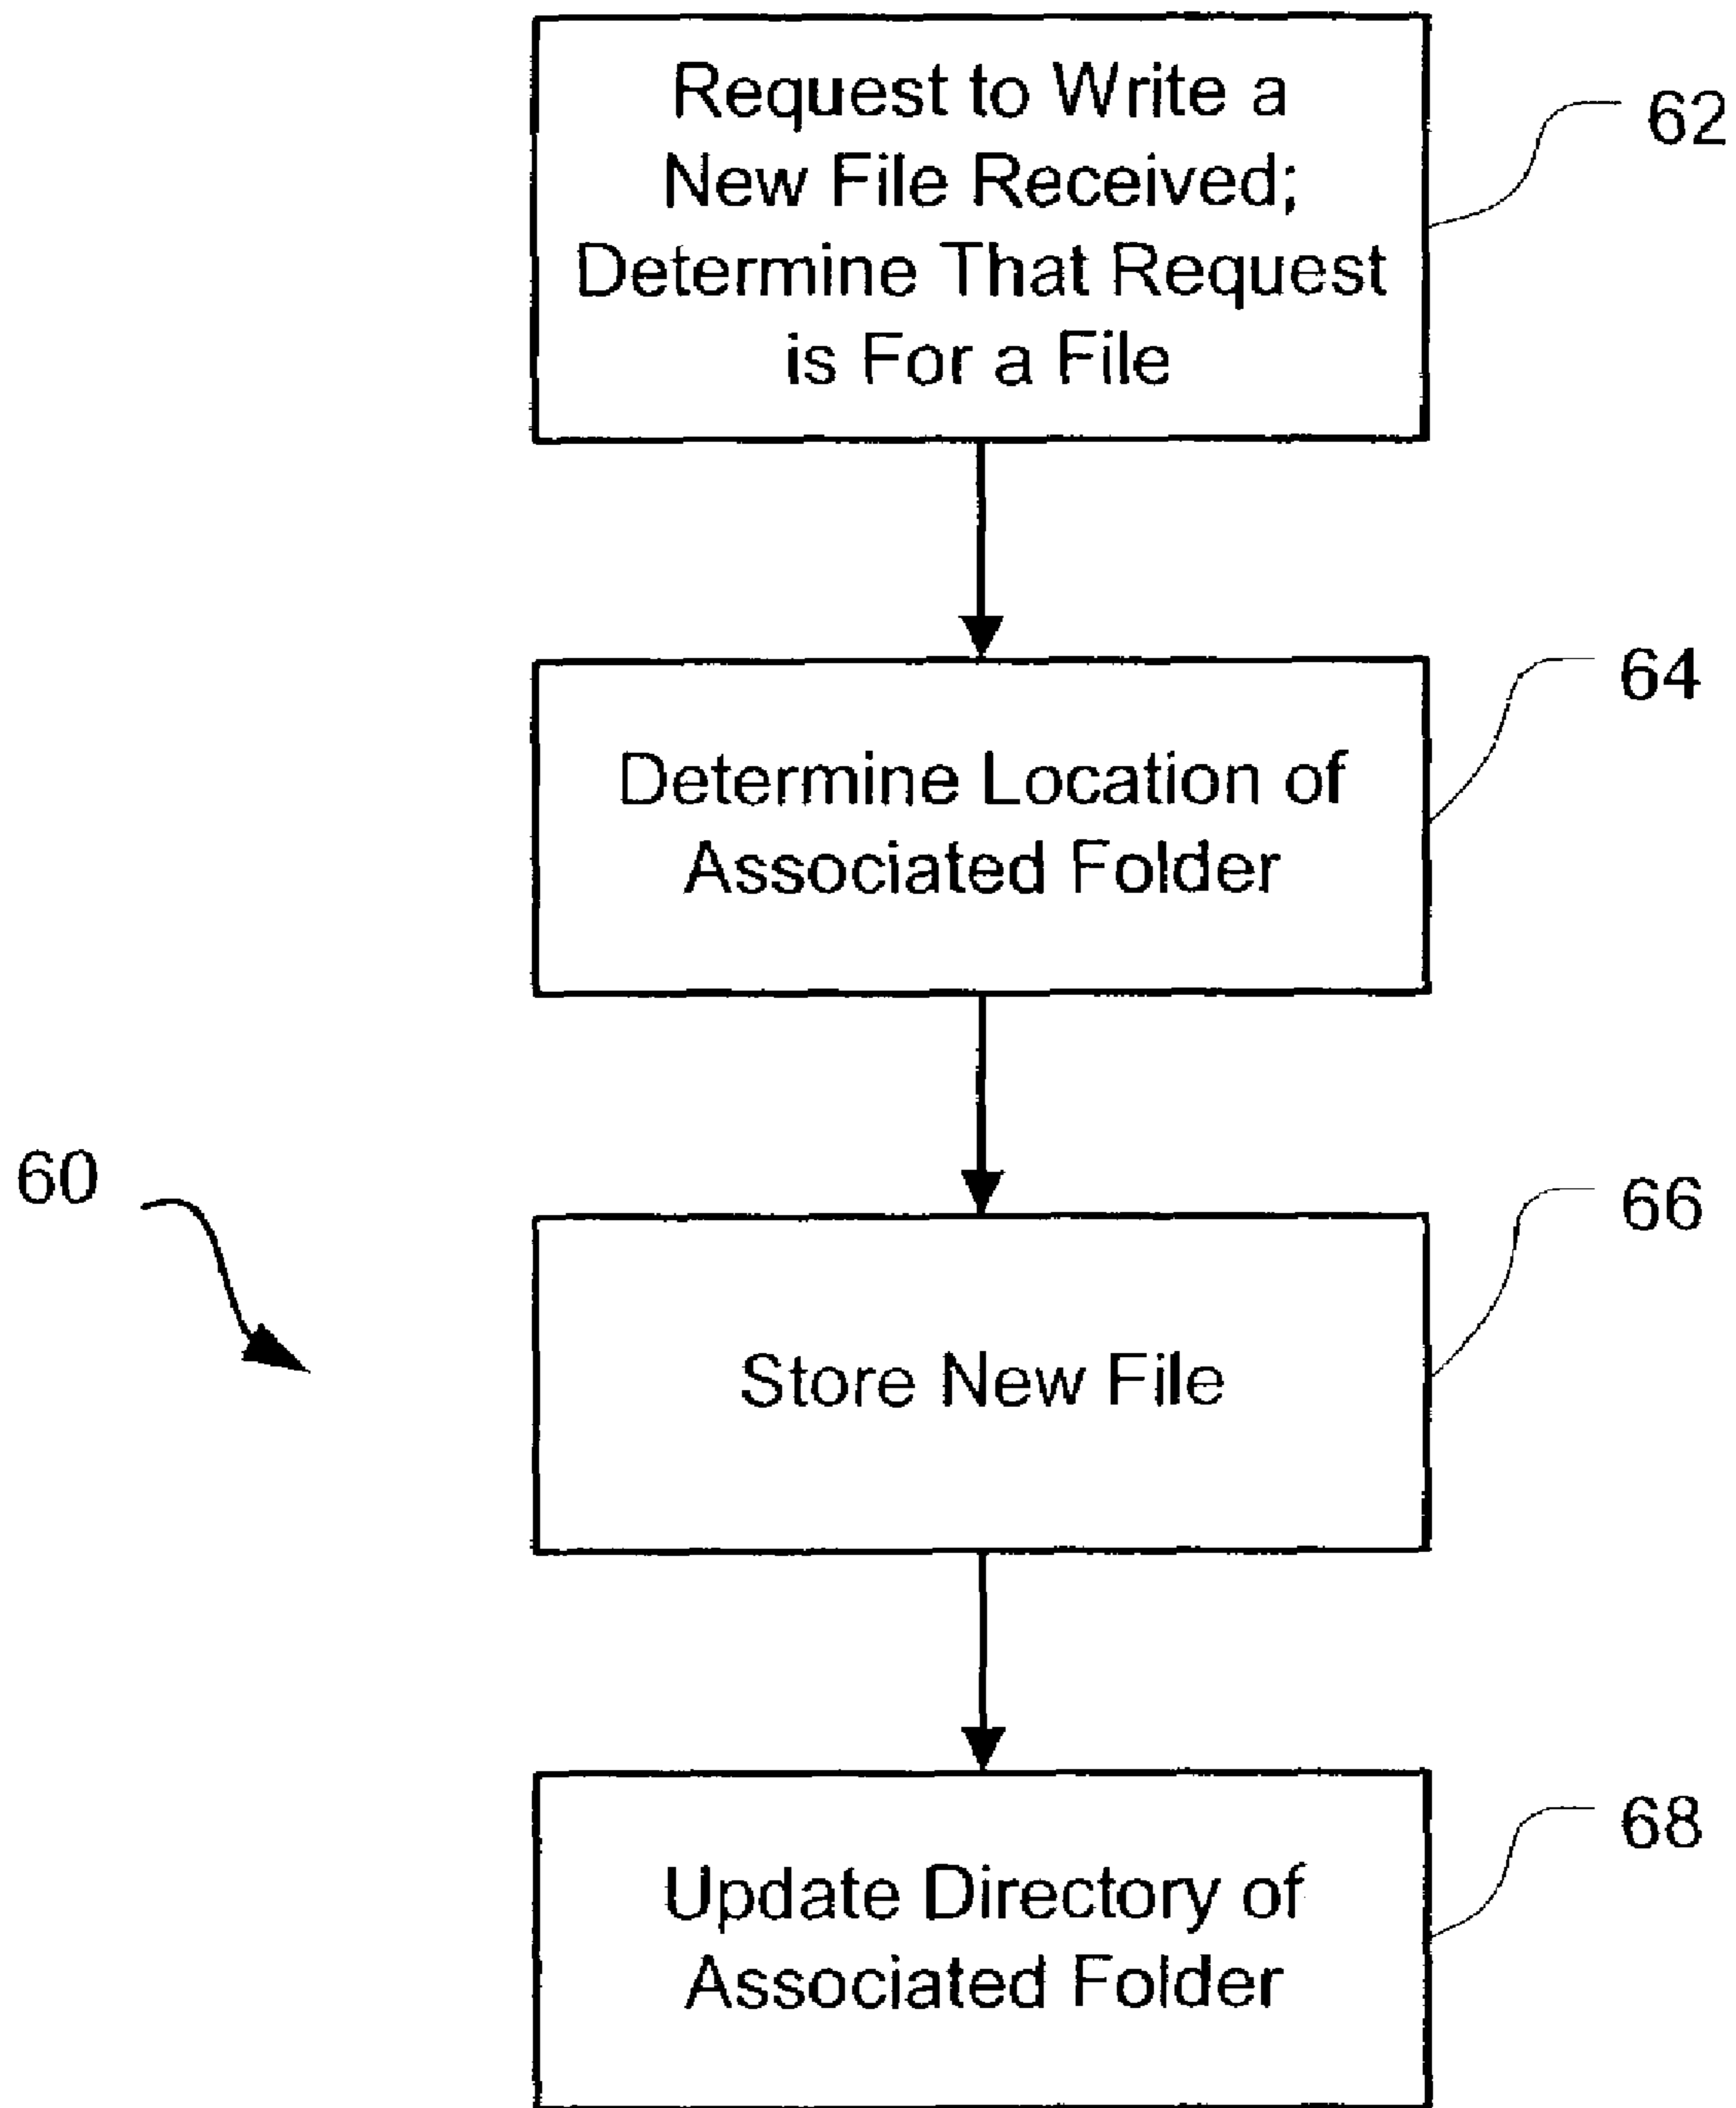 Request to Write a
New File Received;
Determine That Request
is For a File
62
Determine Location of
Associated Folder
64
60
Store New File
66
Update Directory of
Associated Folder
68